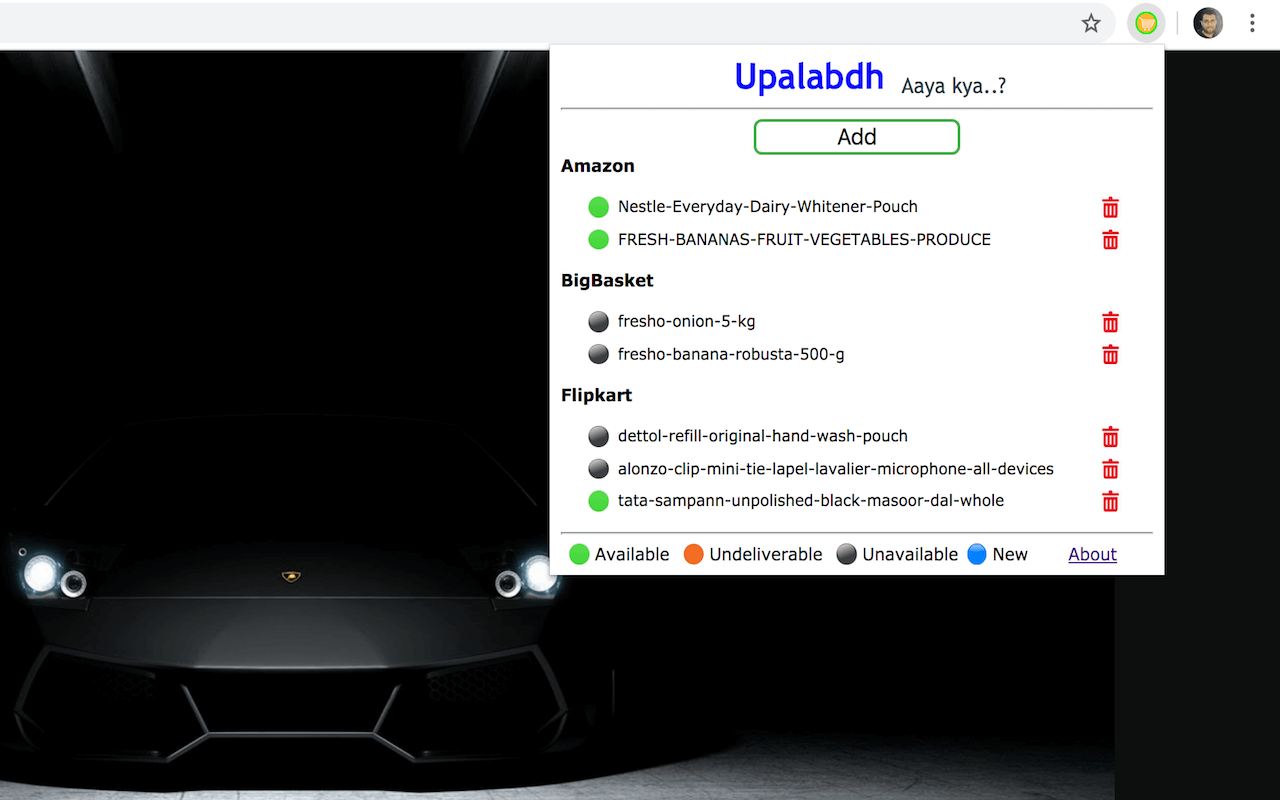 Upalabdh Aaya kya..?
Add
Amazon
Nestle-Everyday-Dairy-Whitener-Pouch
FRESH-BANANAS-FRUIT-VEGETABLES-PRODUCE
BigBasket
fresho-onion-5-kg
fresho-banana-robusta-500-g
Flipkart
dettol-refill-original-hand-wash-pouch
alonzo-clip-mini-tie-lapel-lavalier-microphone-all-devices
tata-sampann-unpolished-black-masoor-dal-whole
Available Undeliverable Unavailable New About